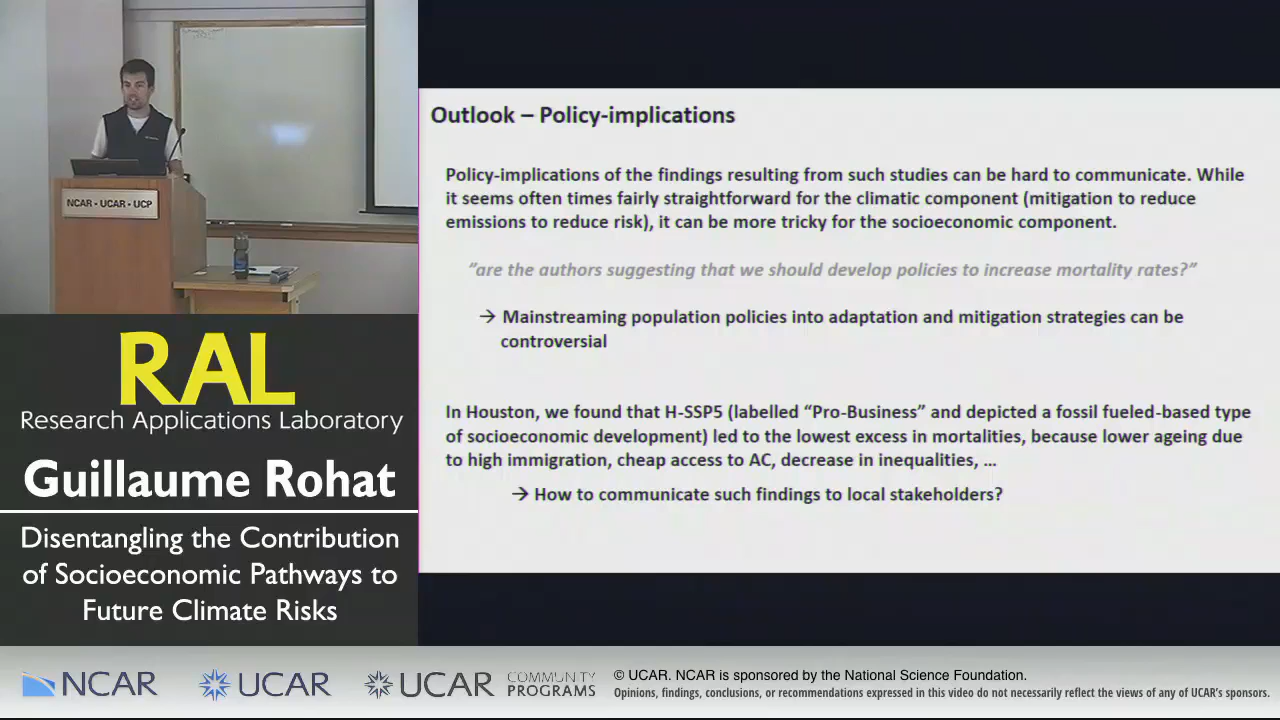 NCAR • UCAR • UCP
RAL
Research Applications Laboratory
Guillaume Rohat
Disentangling the Contribution
of Socioeconomic Pathways to
Future Climate Risks
Outlook – Policy-implications
Policy-implications of the findings resulting from such studies can be hard to communicate. While
it seems often times fairly straightforward for the climatic component (mitigation to reduce
emissions to reduce risk), it can be more tricky for the socioeconomic component.
"are the authors suggesting that we should develop policies to increase mortality rates?"
→ Mainstreaming population policies into adaptation and mitigation strategies can be
controversial
In Houston, we found that H-SSP5 (labelled "Pro-Business" and depicted a fossil fueled-based type
of socioeconomic development) led to the lowest excess in mortalities, because lower ageing due
to high immigration, cheap access to AC, decrease in inequalities, …
→ How to communicate such findings to local stakeholders?
NCAR
UCAR
UCAR
COMMUNITY
PROGRAMS
© UCAR. NCAR is sponsored by the National Science Foundation.
Opinions, findings, conclusions, or recommendations expressed in this video do not necessarily reflect the views of any of UCAR's sponsors.